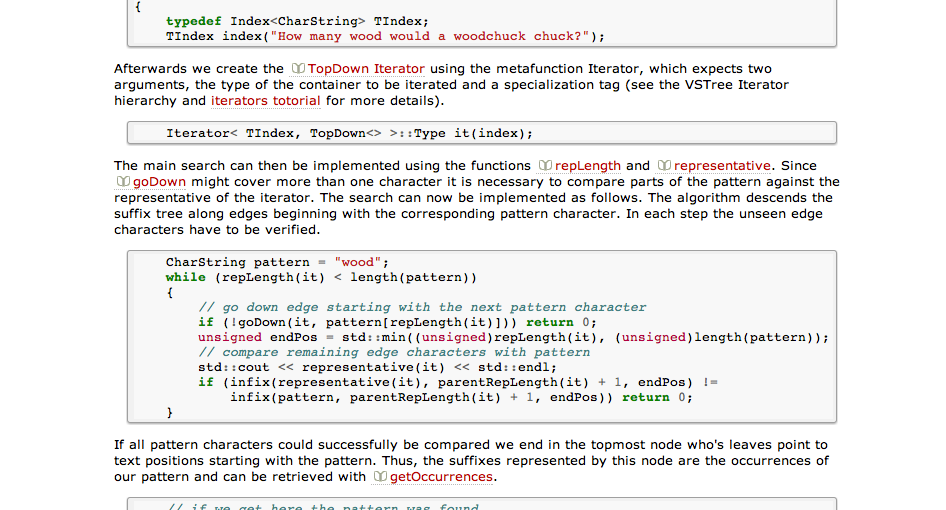 {
typedef Index<CharString> TIndex;
TIndex index("How many wood would a woodchuck chuck?");
Afterwards we create the TopDown Iterator using the metafunction Iterator, which expects two
arguments, the type of the container to be iterated and a specialization tag (see the VSTree Iterator
hierarchy and iterators totorial for more details).
Iterator< TIndex, TopDown<> >::Type it(index);
The main search can then be implemented using the functions repLength and representative. Since
goDown might cover more than one character it is necessary to compare parts of the pattern against the
representative of the iterator. The search can now be implemented as follows. The algorithm descends the
suffix tree along edges beginning with the corresponding pattern character. In each step the unseen edge
characters have to be verified.
CharString pattern = "wood";
while (repLength(it) < length(pattern))
{
// go down edge starting with the next pattern character
if (!goDown(it, pattern[repLength(it)])) return 0;
unsigned endPos = std::min((unsigned)repLength(it), (unsigned)length(pattern));
// compare remaining edge characters with pattern
std::cout << representative(it) << std::endl;
if (infix(representative(it), parentRepLength(it) + 1, endPos) !=
infix(pattern, parentRepLength(it) + 1, endPos)) return 0;
}
If all pattern characters could successfully be compared we end in the topmost node who's leaves point to
text positions starting with the pattern. Thus, the suffixes represented by this node are the occurrences of
our pattern and can be retrieved with getOccurrences.
// if we get here the pattern was found